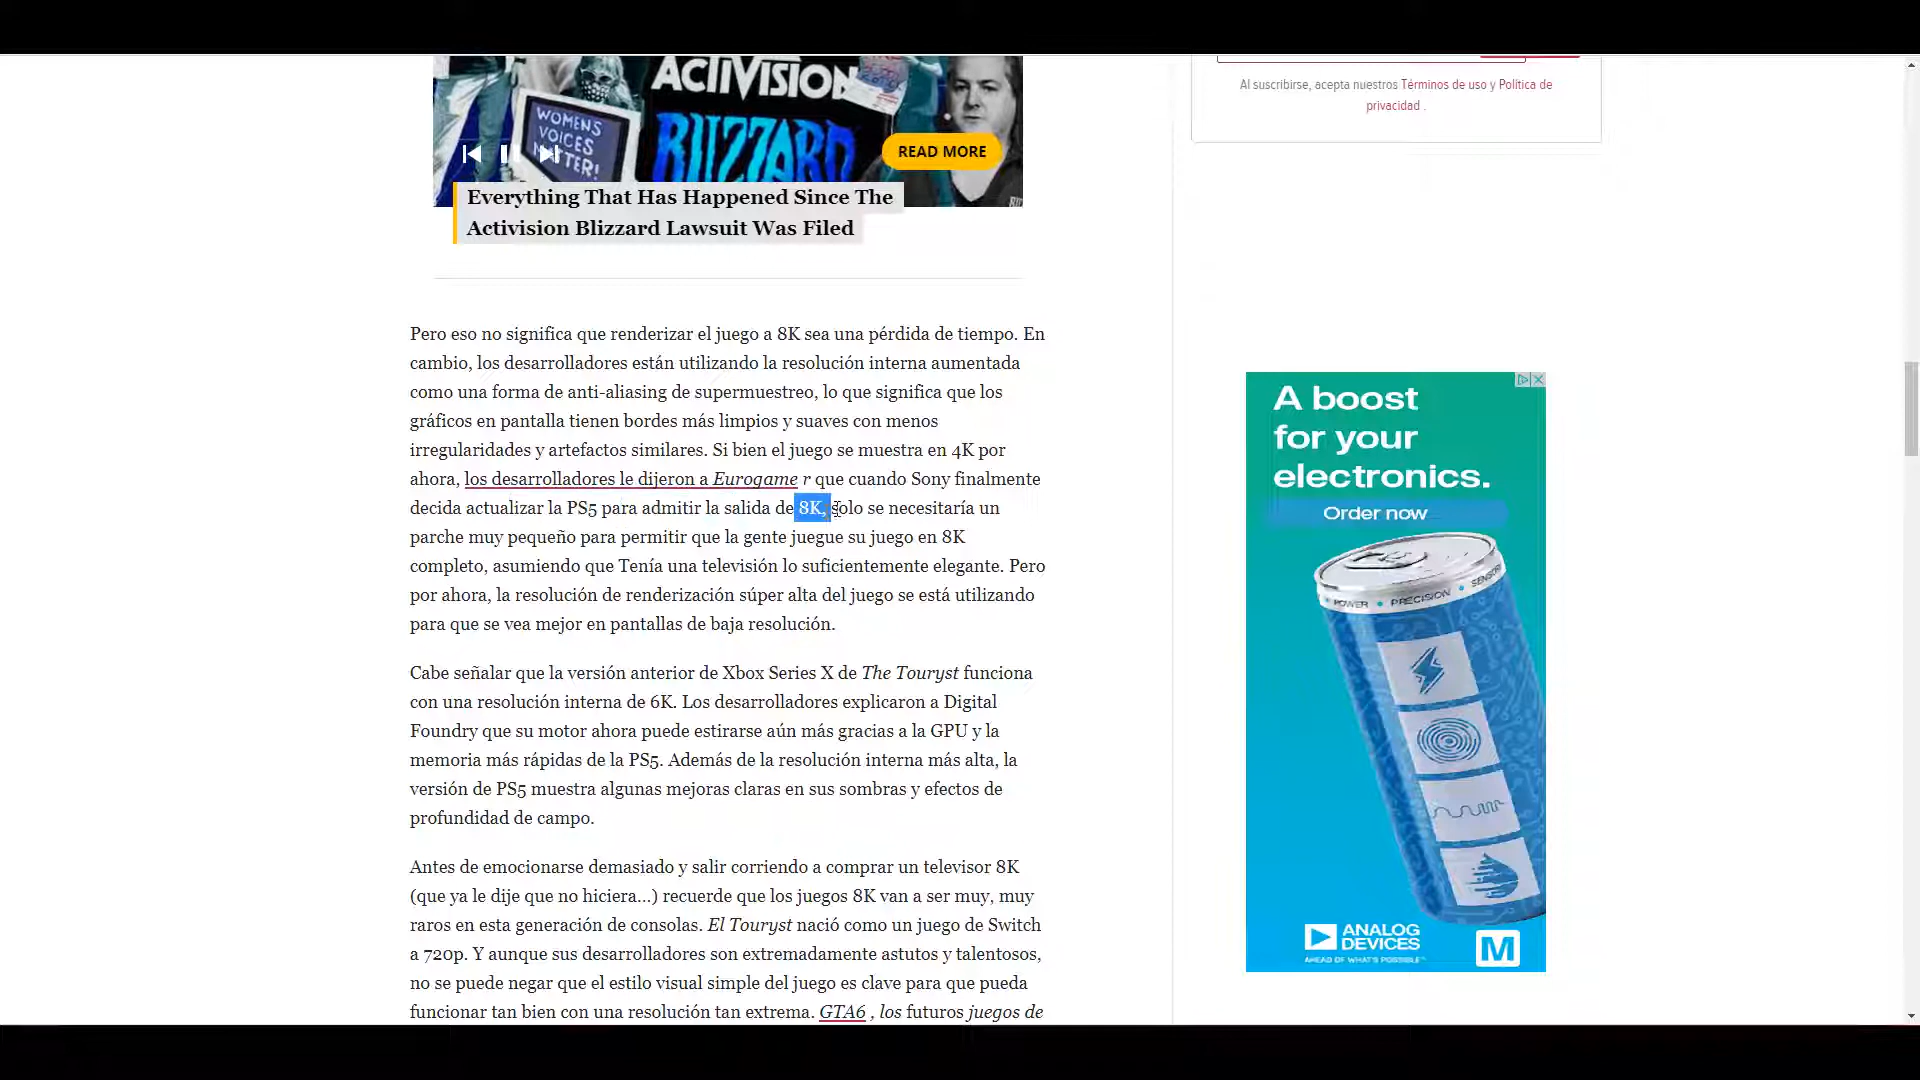 ACTIVISION
BLIZZARD
WOMENS
VOICES
MATTER!
READ MORE
Everything That Has Happened Since The
Activision Blizzard Lawsuit Was Filed
Pero eso no significa que renderizar el juego a 8K sea una pérdida de tiempo. En
cambio, los desarrolladores están utilizando la resolución interna aumentada
como una forma de anti-aliasing de supermuestreo, lo que significa que los
gráficos en pantalla tienen bordes más limpios y suaves con menos
irregularidades y artefactos similares. Si bien el juego se muestra en 4K por
ahora, los desarrolladores le dijeron a Eurogame r que cuando Sony finalmente
decida actualizar la PS5 para admitir la salida de 8K, solo se necesitaría un
parche muy pequeño para permitir que la gente juegue su juego en 8K
completo, asumiendo que Tenía una televisión lo suficientemente elegante. Pero
por ahora, la resolución de renderización súper alta del juego se está utilizando
para que se vea mejor en pantallas de baja resolución.
Cabe señalar que la versión anterior de Xbox Series X de The Touryst funciona
con una resolución interna de 6K. Los desarrolladores explicaron a Digital
Foundry que su motor ahora puede estirarse aún más gracias a la GPU y la
memoria más rápidas de la PS5. Además de la resolución interna más alta, la
versión de PS5 muestra algunas mejoras claras en sus sombras y efectos de
profundidad de campo.
Antes de emocionarse demasiado y salir corriendo a comprar un televisor 8K
(que ya le dije que no hiciera...) recuerde que los juegos 8K van a ser muy, muy
raros en esta generación de consolas. El Touryst nació como un juego de Switch
a 720p. Y aunque sus desarrolladores son extremadamente astutos y talentosos,
no se puede negar que el estilo visual simple del juego es clave para que pueda
funcionar tan bien con una resolución tan extrema. GTA6 , los futuros juegos de
Al suscribirse, acepta nuestros Términos de uso y Política de
privacidad .
A boost
for your
electronics.
Order now
POWER • PRECISION • SENSORS
ANALOG
DEVICES
AHEAD OF WHAT'S POSSIBLE™
M